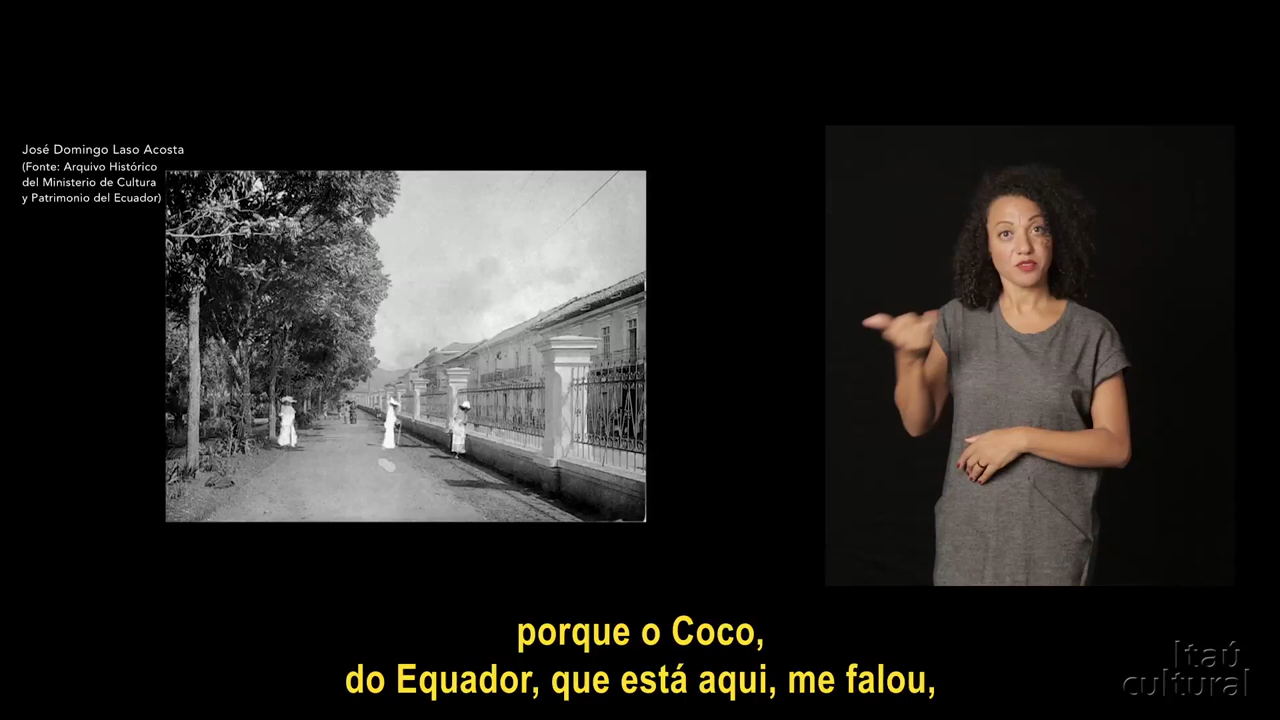 José Domingo Laso Acosta
(Fonte: Arquivo Histórico
del Ministerio de Cultura
y Patrimonio del Ecuador)
porque o Coco,
do Equador, que está aqui, me falou,
Itaú
cultural